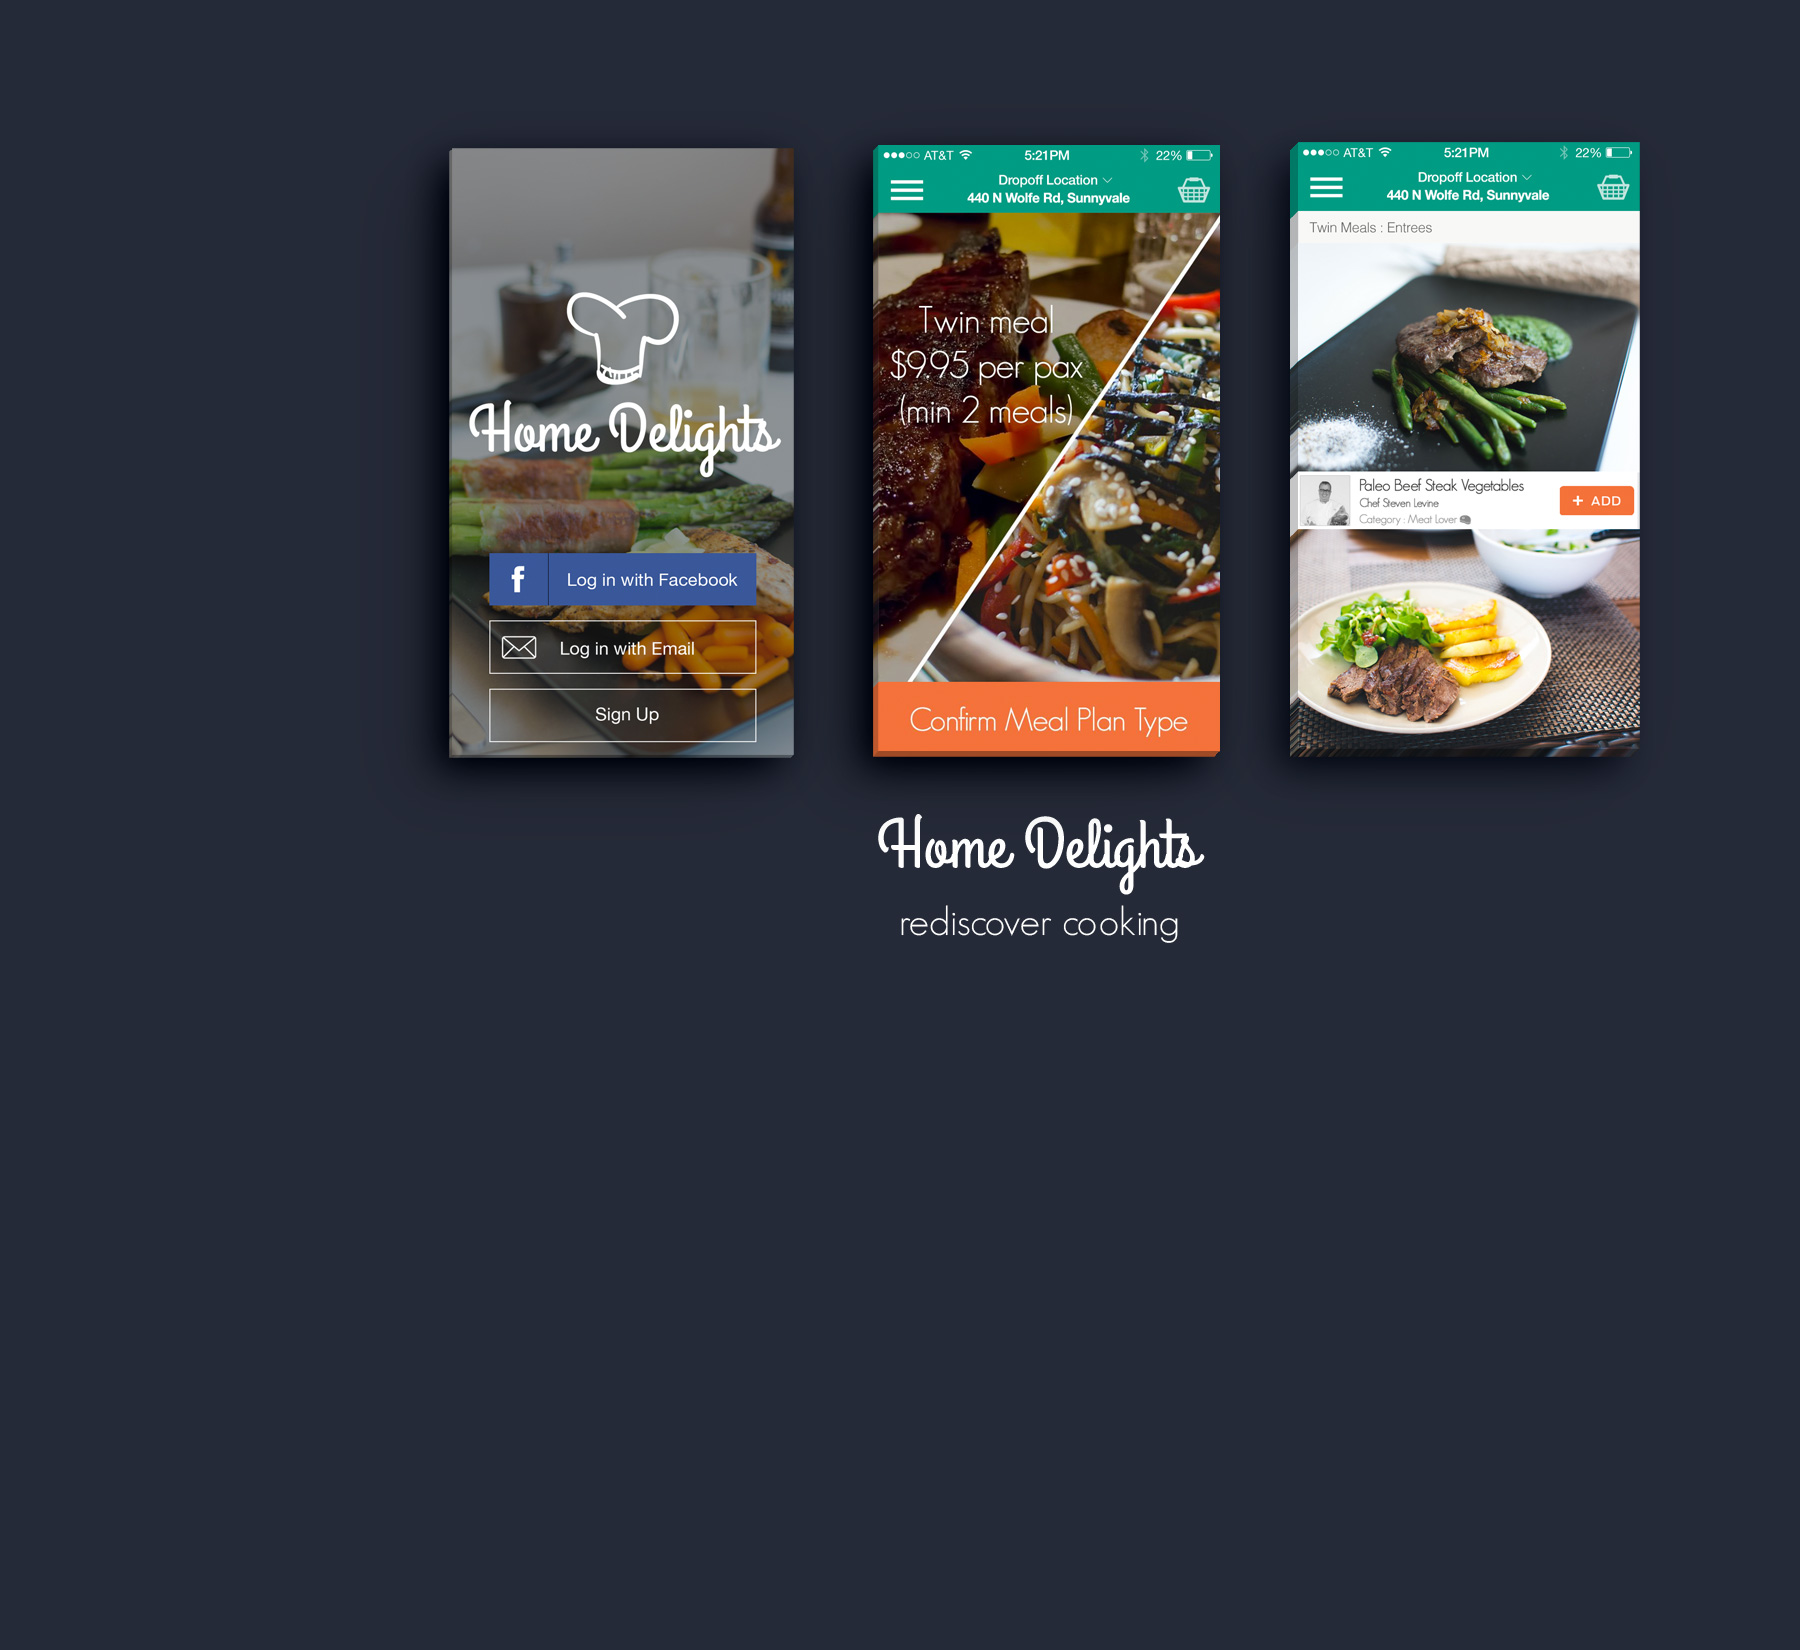 Home Delights
Log in with Facebook
Log in with Email
Sign Up
AT&T 5:21PM 22%
Dropoff Location
440 N Wolfe Rd, Sunnyvale
Twin meal
$9.95 per pax
(min 2 meals)
Confirm Meal Plan Type
AT&T 5:21PM 22%
Dropoff Location
440 N Wolfe Rd, Sunnyvale
Twin Meals : Entrees
Paleo Beef Steak Vegetables
Chef Steven Levine
Category : Meat Lover
+ ADD
Home Delights
rediscover cooking